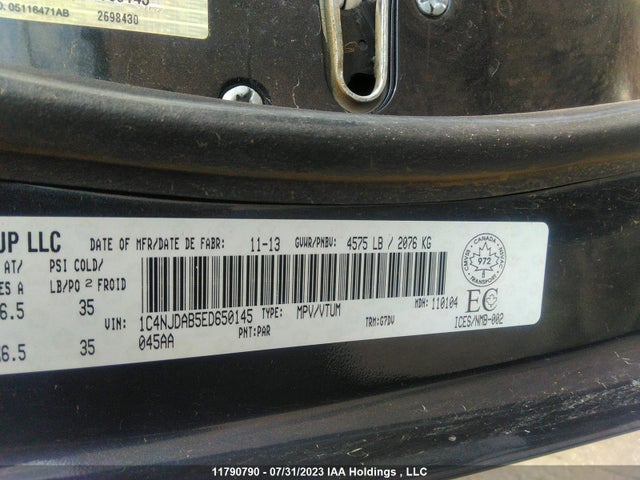 O. 05116471AB
2698430
UP LLC DATE OF MFR/DATE DE FABR: 11-13 GVWR/PNBV: 4575 LB / 2076 KG
AT/ PSI COLD/
ES A LB/PO 2 FROID
6.5 35
VIN: 1C4NJDAB5ED650145 TYPE: MPV/VTUM MDH: 110104
045AA PNT:PAR TRM:G7DV
6.5 35
CANADA
972
EC
ICES/NMB-002
11790790 - 07/31/2023 IAA Holdings , LLC